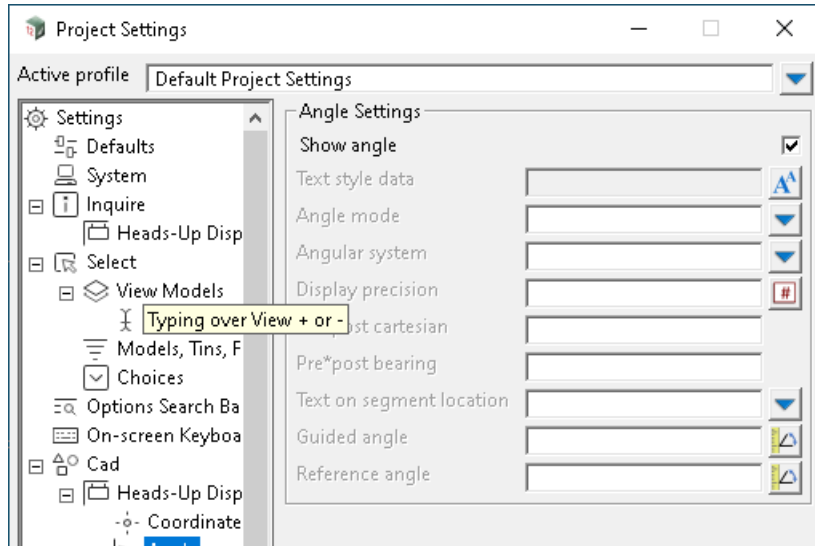 Project Settings
Active profile
Default Project Settings
Settings
Defaults
System
Inquire
Heads-Up Disp
Select
View Models
Typing over View + or -
Models, Tins, F
Choices
Options Search Ba
On-screen Keyboa
Cad
Heads-Up Disp
Coordinate
Angle Settings
Show angle
Text style data
Angle mode
Angular system
Display precision
post cartesian
Pre*post bearing
Text on segment location
Guided angle
Reference angle